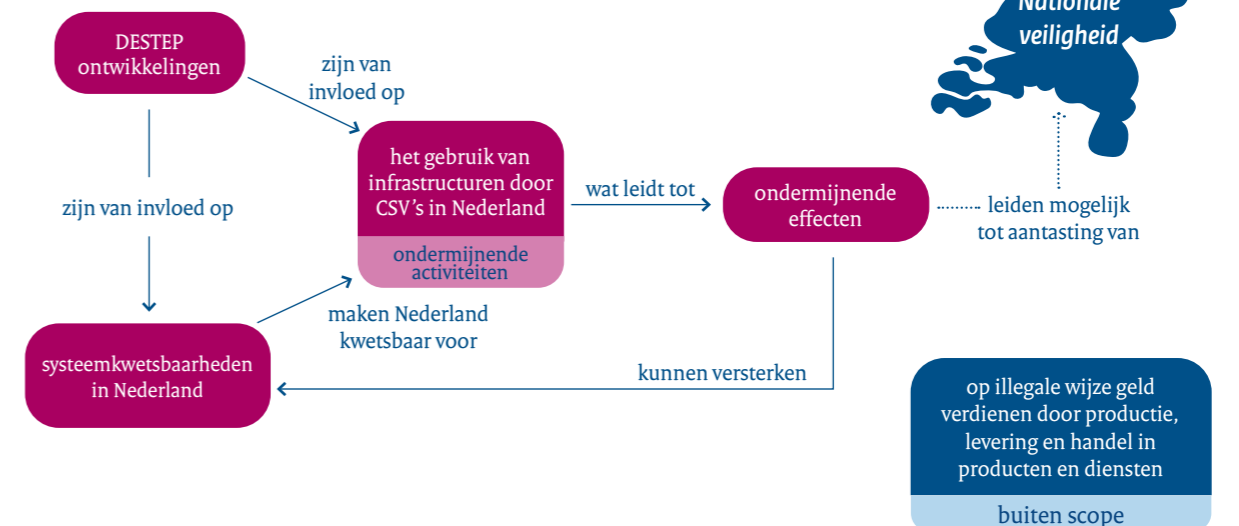 Nationale
veiligheid
DESTEP
ontwikkelingen
zijn van
invloed op
het gebruik van
infrastructuren door
CSV's in Nederland
ondermijnende
activiteiten
wat leidt tot
ondermijnende
effecten
leiden mogelijk
tot aantasting van
zijn van invloed op
maken Nederland
kwetsbaar voor
systeemkwetsbaarheden
in Nederland
kunnen versterken
op illegale wijze geld
verdienen door productie,
levering en handel in
producten en diensten
buiten scope